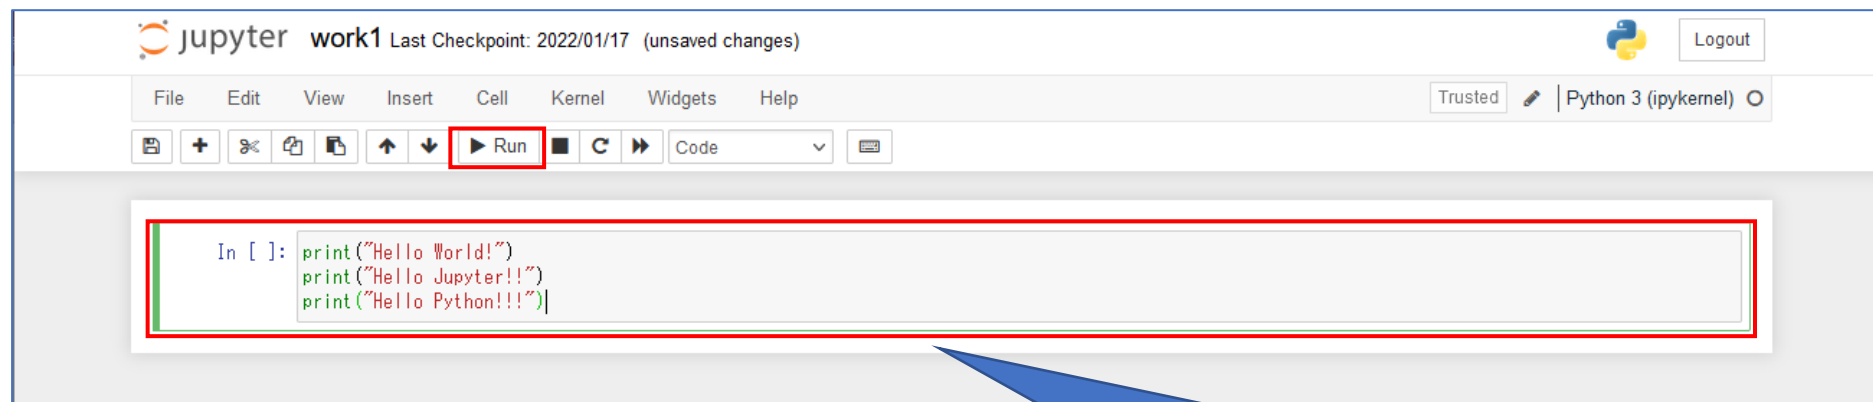 jupyter work1 Last Checkpoint: 2022/01/17 (unsaved changes) Logout
File Edit View Insert Cell Kernel Widgets Help Trusted Python 3 (ipykernel)
Run Code
In [ ]: print("Hello World!")
print("Hello Jupyter!!")
print("Hello Python!!!")